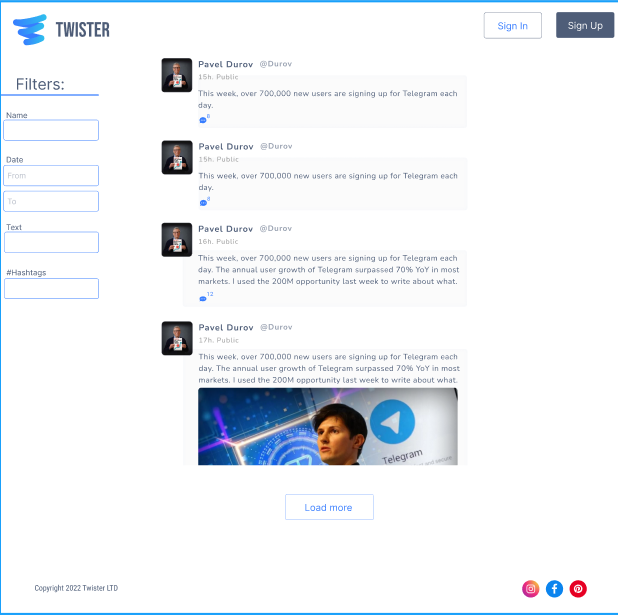 TWISTER
Sign In
Sign Up
Filters:
Name
Date
From
To
Text
#Hashtags
Pavel Durov @Durov
15h. Public
This week, over 700,000 new users are signing up for Telegram each
day.
6
Pavel Durov @Durov
15h. Public
This week, over 700,000 new users are signing up for Telegram each
day.
Pavel Durov @Durov
16h. Public
This week, over 700,000 new users are signing up for Telegram each
day. The annual user growth of Telegram surpassed 70% YoY in most
markets. I used the 200M opportunity last week to write about what.
12
Pavel Durov @Durov
17h. Public
This week, over 700,000 new users are signing up for Telegram each
day. The annual user growth of Telegram surpassed 70% YoY in most
markets. I used the 200M opportunity last week to write about what.
Telegram
Load more
Copyright 2022 Twister LTD